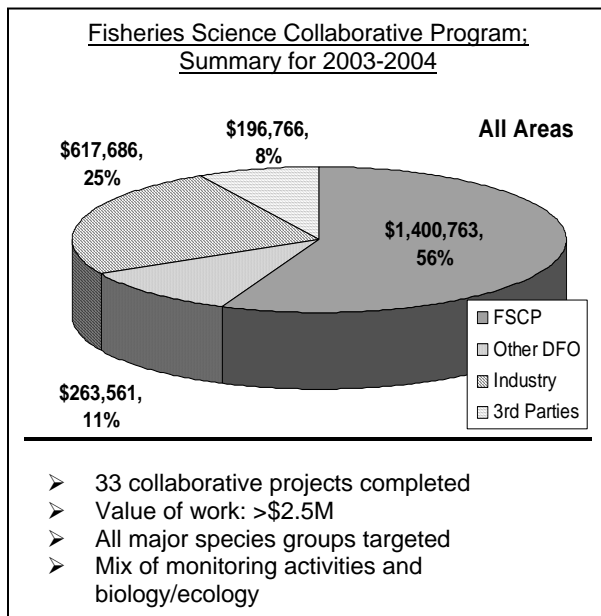 Fisheries Science Collaborative Program;
Summary for 2003-2004
All Areas
$196,766,
8%
$617,686,
25%
$1,400,763,
56%
$263,561,
11%
FSCP
Other DFO
Industry
3rd Parties
➢ 33 collaborative projects completed
➢ Value of work: >$2.5M
➢ All major species groups targeted
➢ Mix of monitoring activities and
biology/ecology